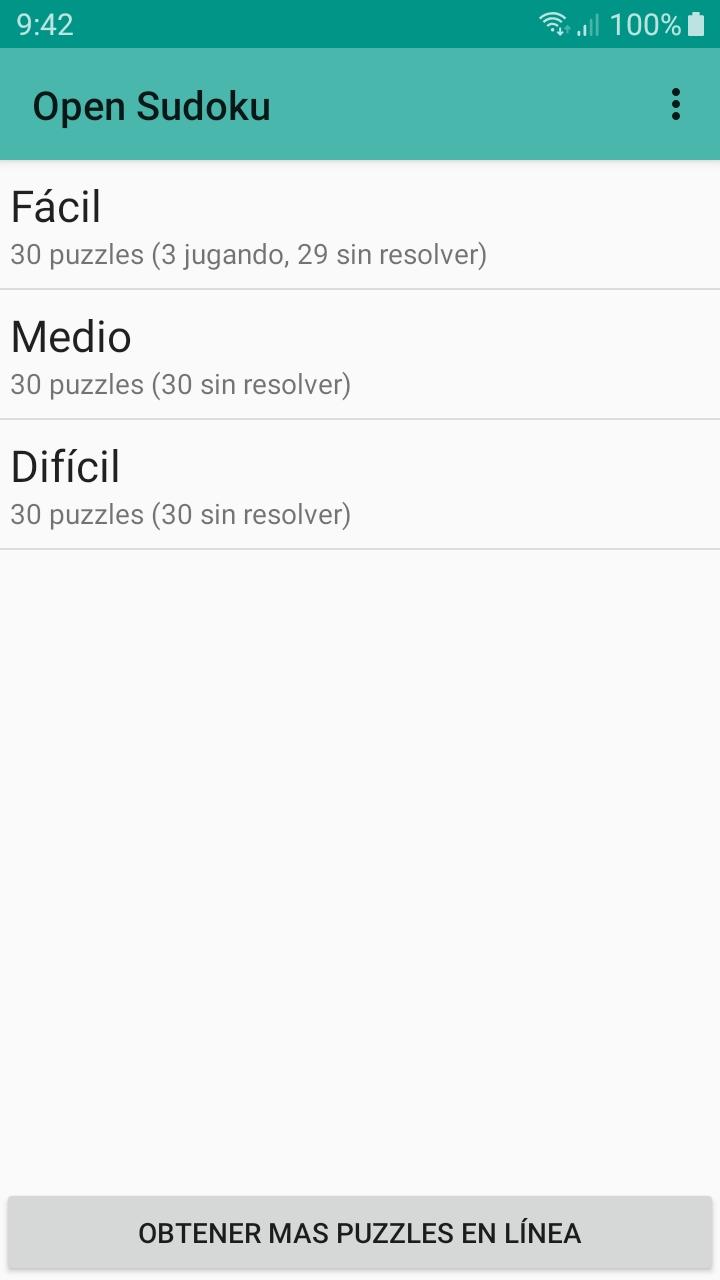 9:42
100%
Open Sudoku
Fácil
30 puzzles (3 jugando, 29 sin resolver)
Medio
30 puzzles (30 sin resolver)
Difícil
30 puzzles (30 sin resolver)
OBTENER MAS PUZZLES EN LÍNEA